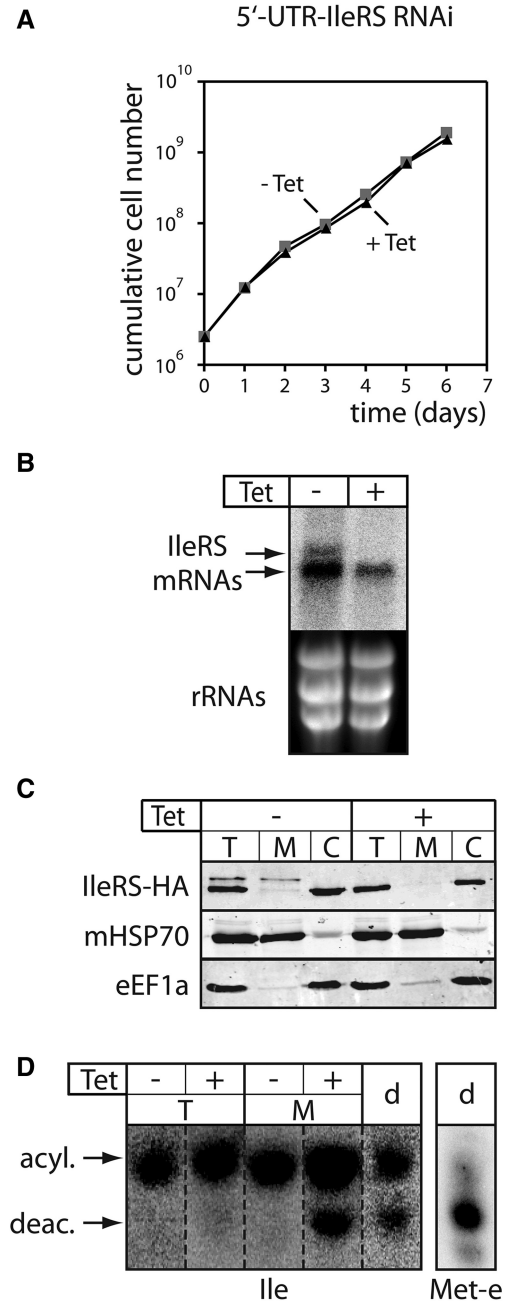 A
5‘-UTR-IleRS RNAi
cumulative cell number
10^10
10^9
10^8
10^7
10^6
- Tet
+ Tet
0 1 2 3 4 5 6 7
time (days)
B
Tet - +
IleRS
mRNAs
rRNAs
C
Tet - +
T M C T M C
IleRS-HA
mHSP70
eEF1a
D
Tet - + - + d d
T M
acyl.
deac.
Ile Met-e